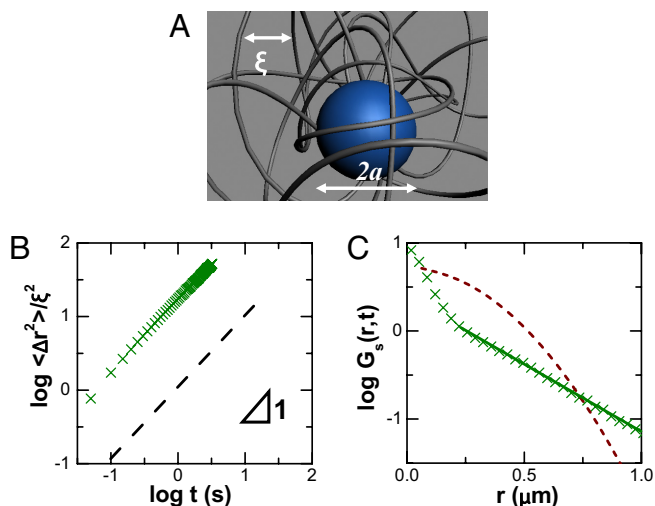 A
ξ
2a
B
C
log <Δr²>/ξ²
2
1
0
-1
-1
0
1
2
log t (s)
1
log Gₛ(r,t)
1
0
-1
0.0
0.5
1.0
r (μm)